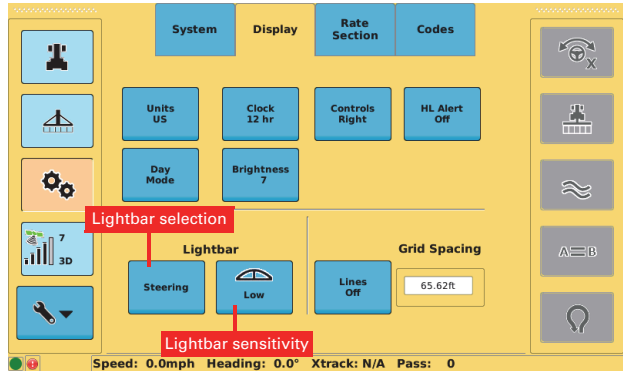 System
Display
Rate
Section
Codes
X
Units
US
Clock
12 hr
Controls
Right
HL Alert
Off
Day
Mode
Brightness
7
Lightbar selection
7
3D
Lightbar
Grid Spacing
A=B
Steering
Low
Lines
Off
65.62ft
Lightbar sensitivity
Speed: 0.0mph Heading: 0.0° Xtrack: N/A Pass: 0